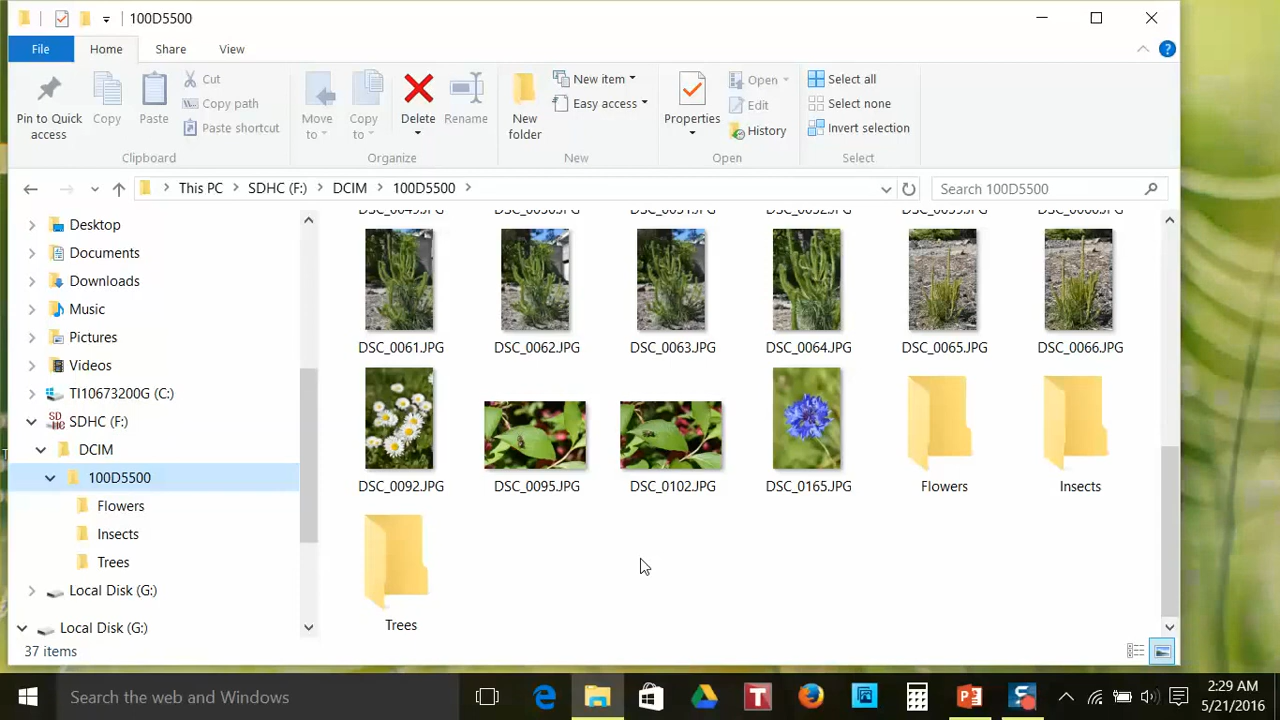 100D5500
File Home Share View
Pin to Quick access
Copy
Paste
Cut
Copy path
Paste shortcut
Move to
Copy to
Delete
Rename
New folder
New item
Easy access
Properties
Open
Edit
History
Select all
Select none
Invert selection
Clipboard Organize New Open Select
This PC SDHC (F:) DCIM 100D5500
Search 100D5500
Desktop
Documents
Downloads
Music
Pictures
Videos
TI10673200G (C:)
SD HC SDHC (F:)
DCIM
100D5500
Flowers
Insects
Trees
Local Disk (G:)
Local Disk (G:)
DSC_0061.JPG DSC_0062.JPG DSC_0063.JPG DSC_0064.JPG DSC_0065.JPG DSC_0066.JPG
DSC_0092.JPG DSC_0095.JPG DSC_0102.JPG DSC_0165.JPG Flowers Insects
Trees
37 items
Search the web and Windows
2:29 AM
5/21/2016